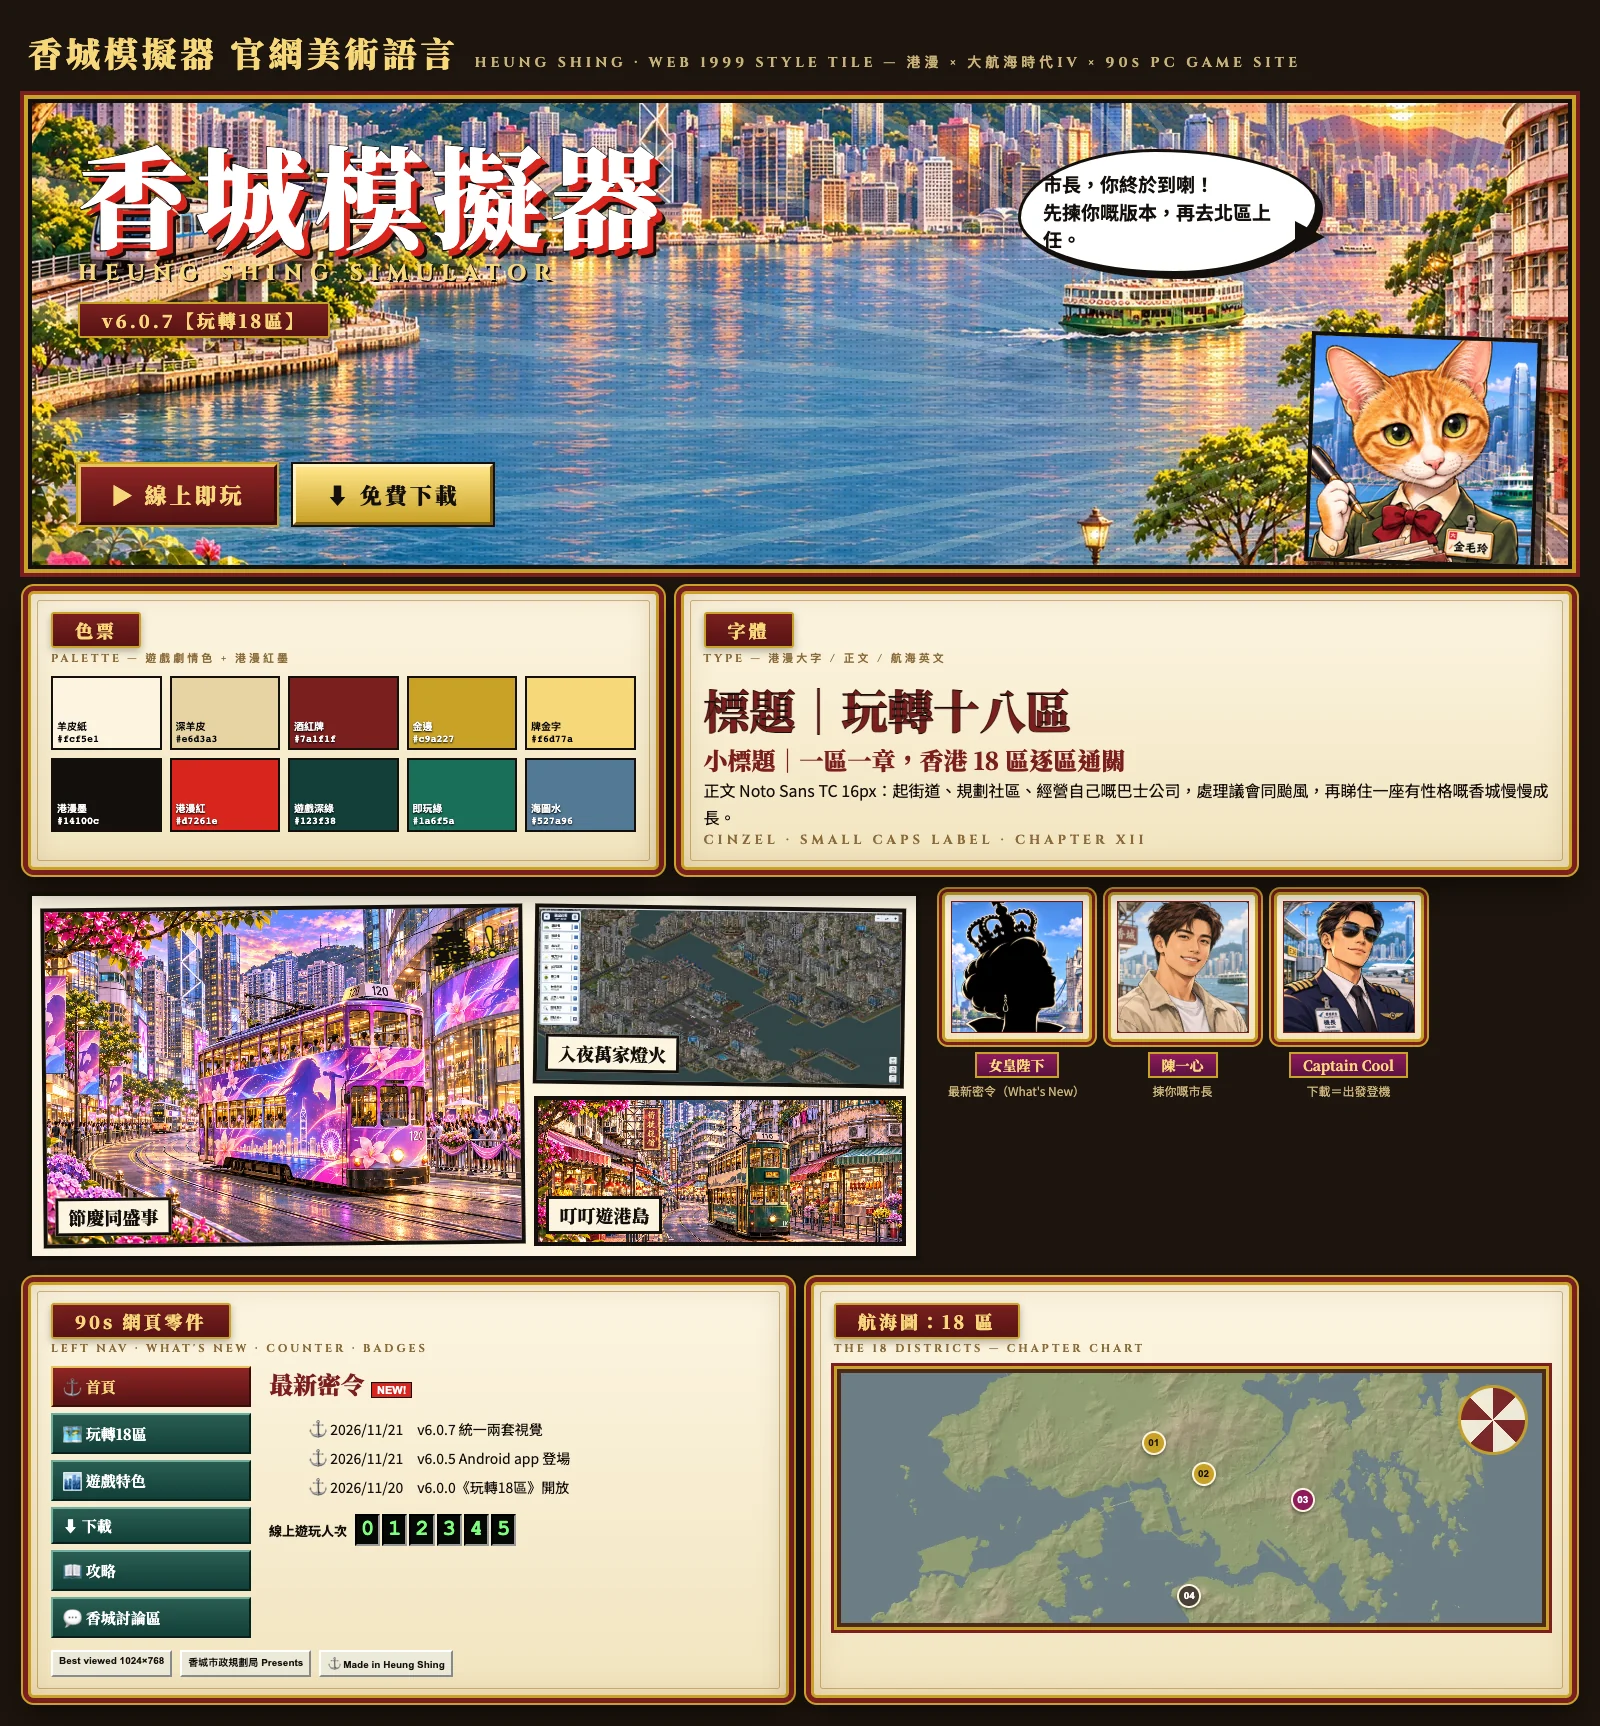 香城模擬器 官網美術語言 HEUNG SHING · WEB 1999 STYLE TILE — 港漫 × 大航海時代IV × 90S PC GAME SITE
香城模擬器
HEUNG SHING SIMULATOR
v6.0.7【玩轉18區】
市長，你終於到喇！
先揀你嘅版本，再去北區上
任。
▶ 線上即玩
⬇ 免費下載
金毛玲
色票
PALETTE — 遊戲劇情色 + 港漫紅墨
羊皮紙
#fcf5e1
深羊皮
#e6d3a3
酒紅牌
#7a1f1f
金邊
#c9a227
牌金字
#f6d77a
港漫墨
#14100c
港漫紅
#d7261e
遊戲深綠
#123f38
即玩綠
#1a6f5a
海圖水
#527a96
字體
TYPE — 港漫大字 / 正文 / 航海英文
標題｜玩轉十八區
小標題｜一區一章，香港 18 區逐區通關
正文 Noto Sans TC 16px：起街道、規劃社區、經營自己嘅巴士公司，處理議會同颱風，再睇住一座有性格嘅香城慢慢成
長。
CINZEL · SMALL CAPS LABEL · CHAPTER XII
120
節慶同盛事
入夜萬家燈火
叮叮遊港島
女皇陛下
最新密令（What's New）
陳一心
揀你嘅市長
機長
Captain Cool
下載＝出發登機
90s 網頁零件
LEFT NAV · WHAT'S NEW · COUNTER · BADGES
⚓ 首頁
🗺️ 玩轉18區
🏙️ 遊戲特色
⬇ 下載
📖 攻略
💬 香城討論區
最新密令 NEW!
⚓ 2026/11/21 v6.0.7 統一兩套視覺
⚓ 2026/11/21 v6.0.5 Android app 登場
⚓ 2026/11/20 v6.0.0《玩轉18區》開放
線上遊玩人次 0 1 2 3 4 5
Best viewed 1024×768
香城市政規劃局 Presents
⚓ Made in Heung Shing
航海圖：18 區
THE 18 DISTRICTS — CHAPTER CHART
01
02
03
04